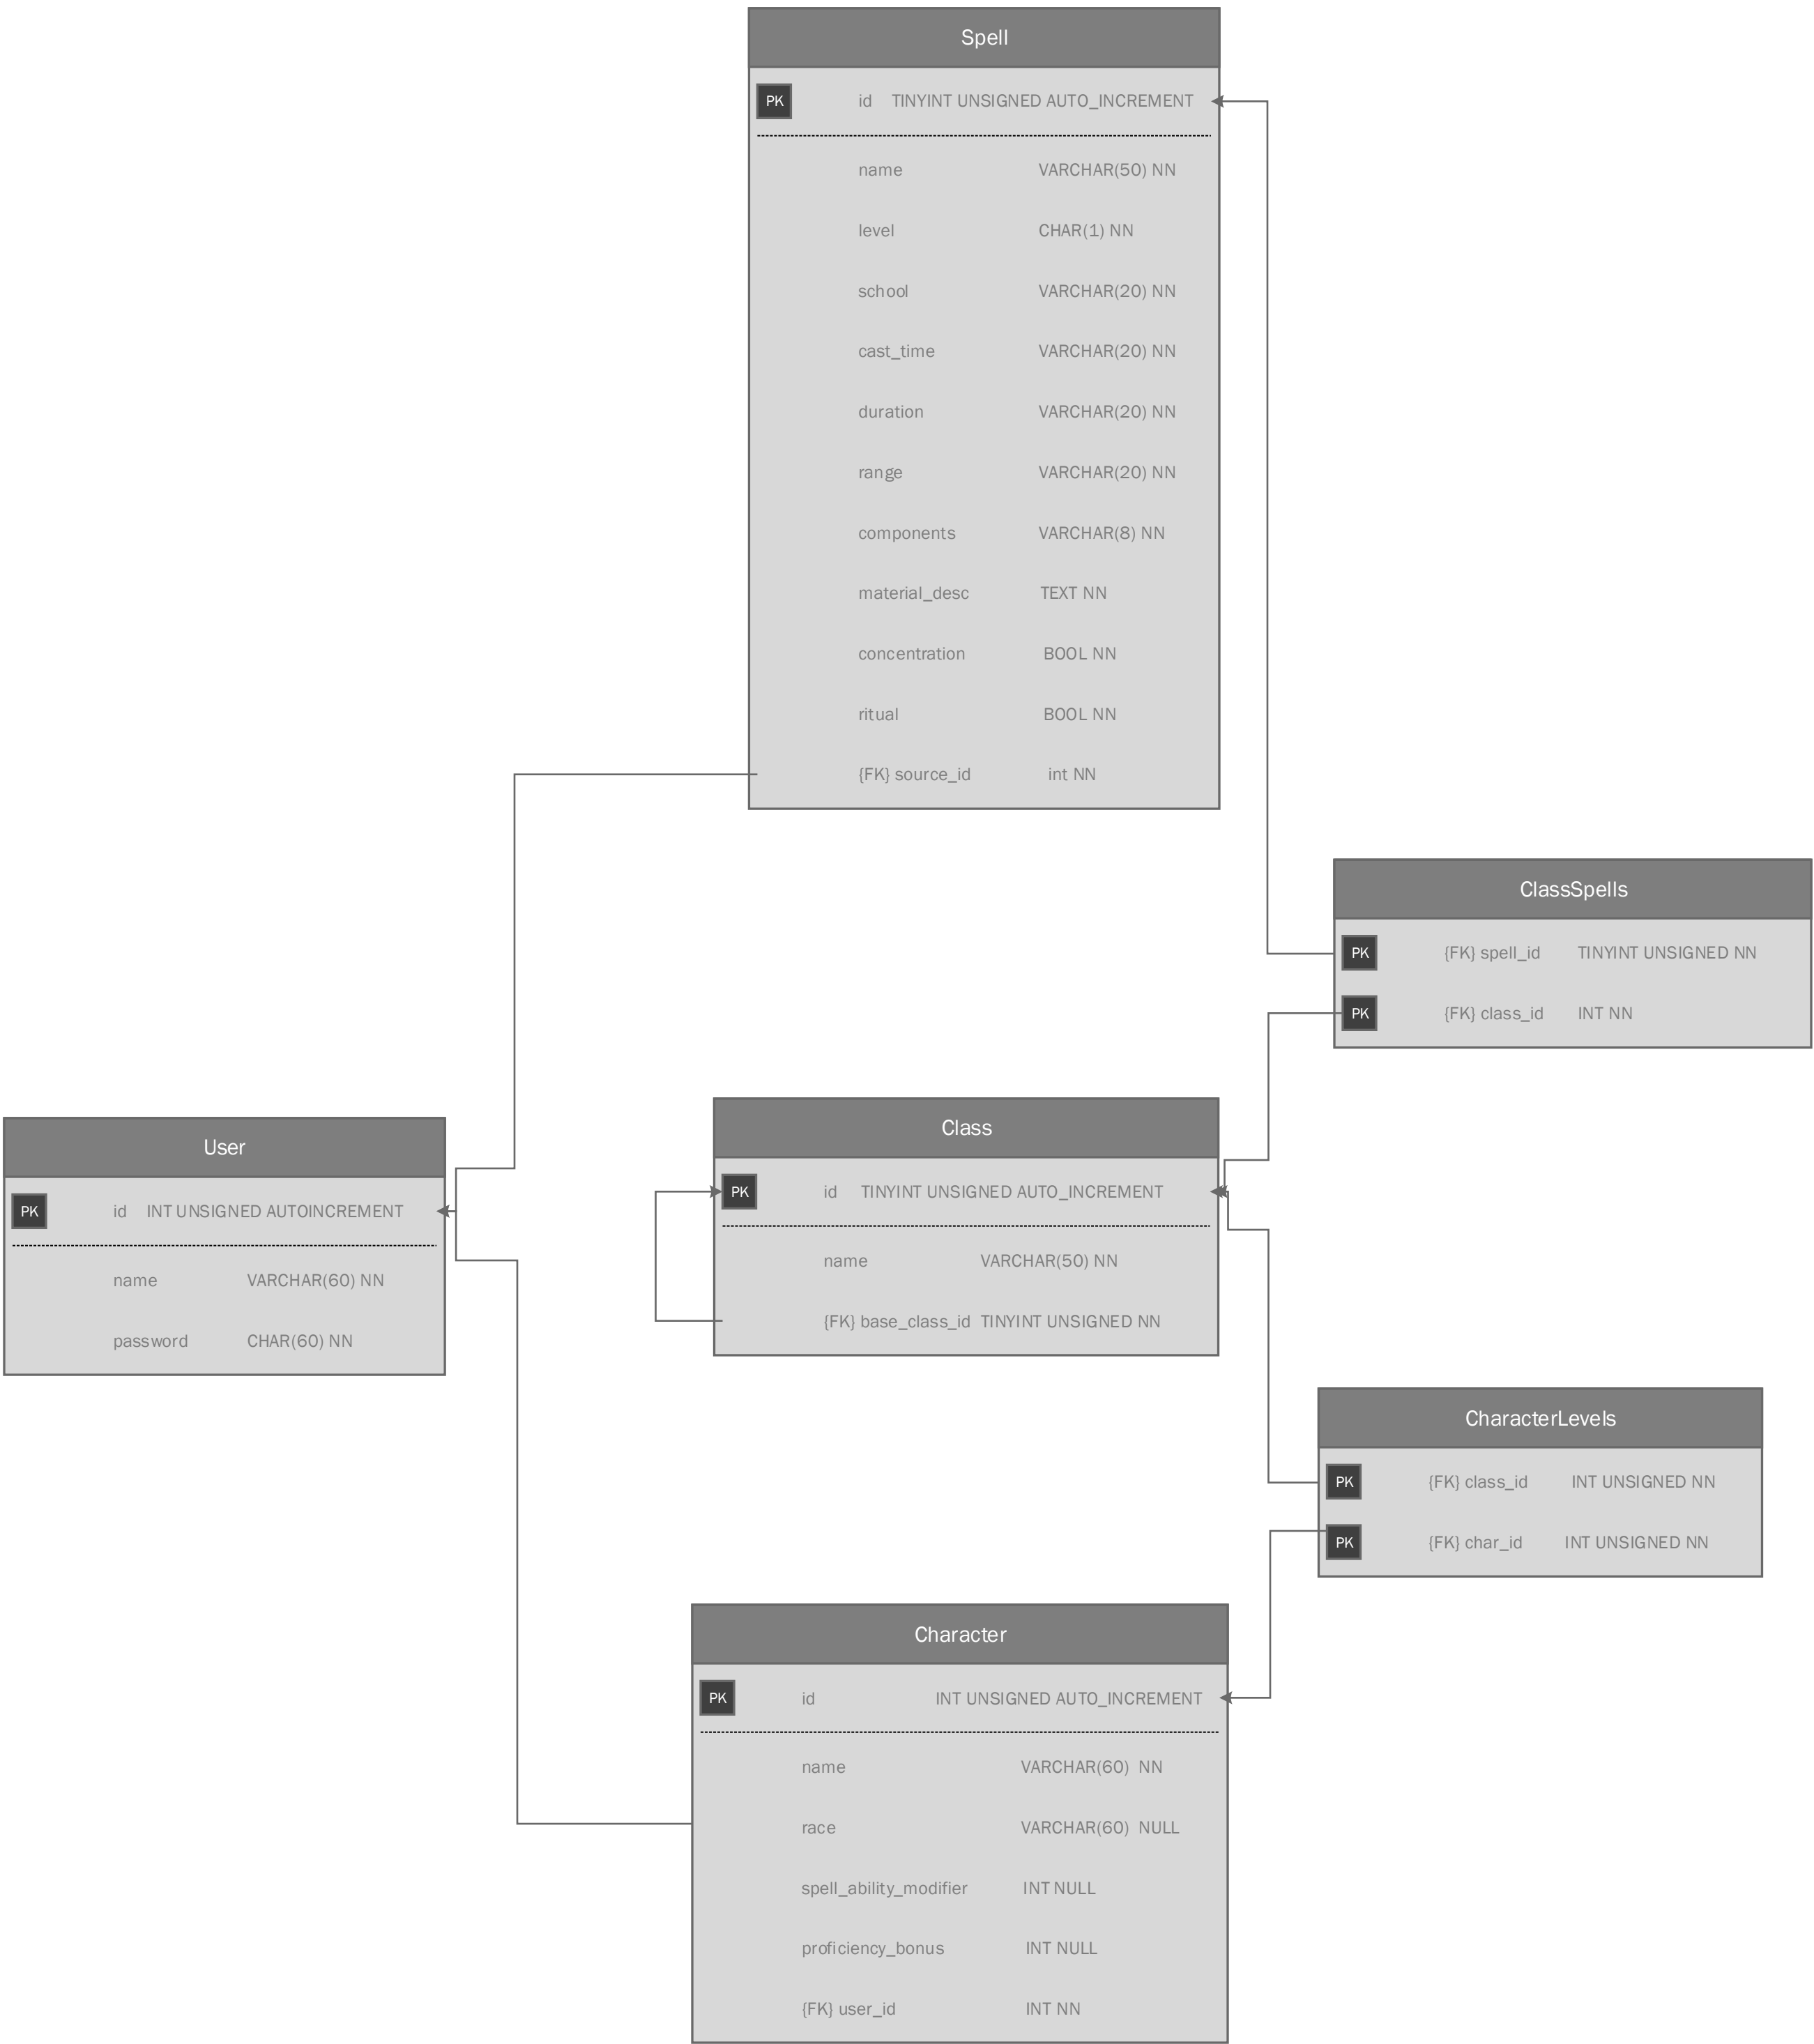 Spell
PK id TINYINT UNSIGNED AUTO_INCREMENT
name VARCHAR(50) NN
level CHAR(1) NN
school VARCHAR(20) NN
cast_time VARCHAR(20) NN
duration VARCHAR(20) NN
range VARCHAR(20) NN
components VARCHAR(8) NN
material_desc TEXT NN
concentration BOOL NN
ritual BOOL NN
{FK} source_id int NN
ClassSpells
PK {FK} spell_id TINYINT UNSIGNED NN
PK {FK} class_id INT NN
User
PK id INT UNSIGNED AUTOINCREMENT
name VARCHAR(60) NN
password CHAR(60) NN
Class
PK id TINYINT UNSIGNED AUTO_INCREMENT
name VARCHAR(50) NN
{FK} base_class_id TINYINT UNSIGNED NN
CharacterLevels
PK {FK} class_id INT UNSIGNED NN
PK {FK} char_id INT UNSIGNED NN
Character
PK id INT UNSIGNED AUTO_INCREMENT
name VARCHAR(60) NN
race VARCHAR(60) NULL
spell_ability_modifier INT NULL
proficiency_bonus INT NULL
{FK} user_id INT NN